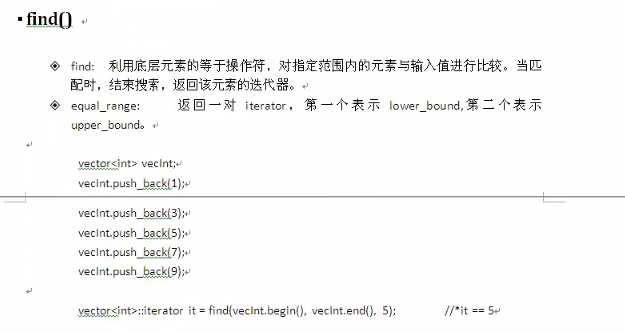 find()
find: 利用底层元素的等于操作符，对指定范围内的元素与输入值进行比较。当匹
配时，结束搜索，返回该元素的迭代器。
equal_range: 返回一对 iterator，第一个表示 lower_bound,第二个表示
upper_bound。
vector<int> vecInt;
vecInt.push_back(1);
vecInt.push_back(3);
vecInt.push_back(5);
vecInt.push_back(7);
vecInt.push_back(9);
vector<int>::iterator it = find(vecInt.begin(), vecInt.end(), 5); //*it == 5